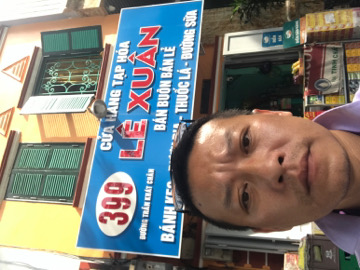 CỬA HÀNG TẠP HÓA
LÊ XUÂN
BÁN BUÔN BÁN LẺ
399
ĐƯỜNG TRẦN KHÁT CHÂN
BÁNH KẸO
THUỐC LÁ - ĐƯỜNG SỮA